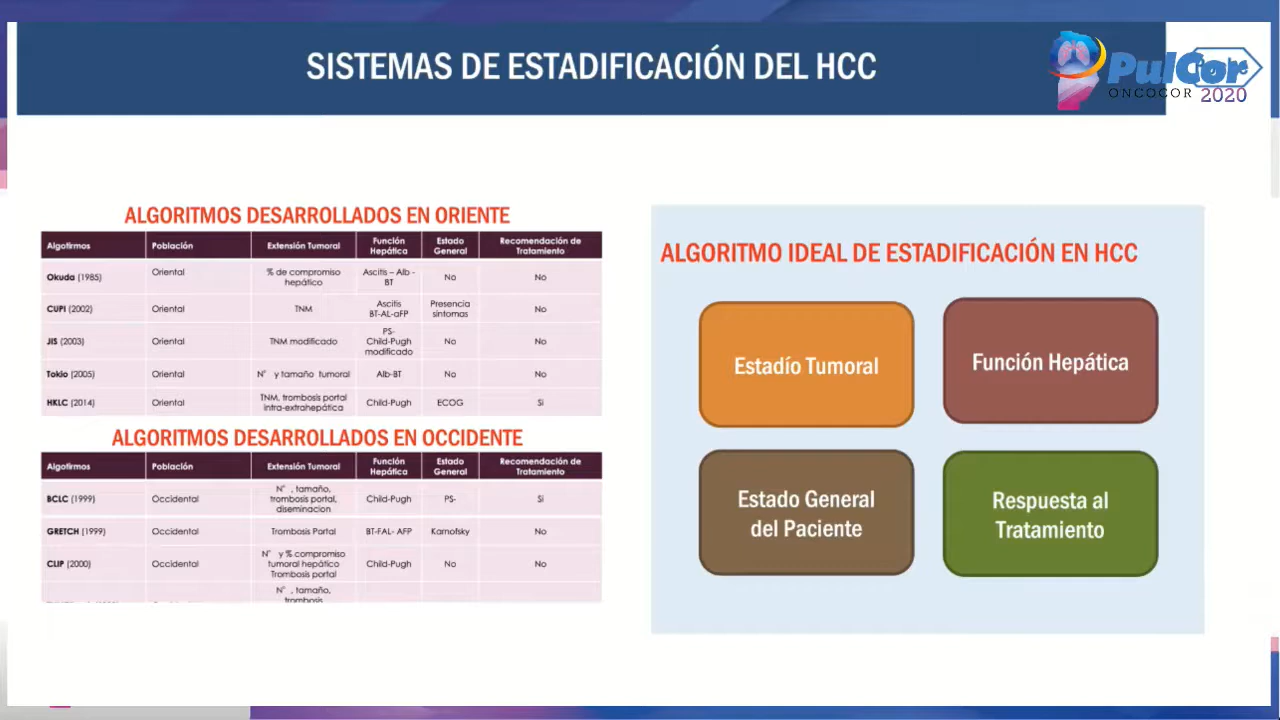 SISTEMAS DE ESTADIFICACIÓN DEL HCC
PulCor
ONCOCOR 2020
ALGORITMOS DESARROLLADOS EN ORIENTE
Algotirmos Población Extensión Tumoral Función Hepática Estado General Recomendación de Tratamiento
Okuda (1985) Oriental % de compromiso hepático Ascitis – Alb - BT No No
CUPI (2002) Oriental TNM Ascitis BT-AL-aFP Presencia síntomas No
JIS (2003) Oriental TNM modificado PS- Child-Pugh modificado No No
Tokio (2005) Oriental N° y tamaño tumoral Alb-BT No No
HKLC (2014) Oriental TNM, trombosis portal intra-extrahepática Child-Pugh ECOG Si
ALGORITMOS DESARROLLADOS EN OCCIDENTE
Algotirmos Población Extensión Tumoral Función Hepática Estado General Recomendación de Tratamiento
BCLC (1999) Occidental N°, tamaño, trombosis portal, diseminacion Child-Pugh PS- Si
GRETCH (1999) Occidental Trombosis Portal BT-FAL- AFP Karnofsky No
CLIP (2000) Occidental N° y % compromiso tumoral hepático Trombosis portal Child-Pugh No No
N°, tamaño, trombosis
ALGORITMO IDEAL DE ESTADIFICACIÓN EN HCC
Estadío Tumoral
Función Hepática
Estado General
del Paciente
Respuesta al
Tratamiento